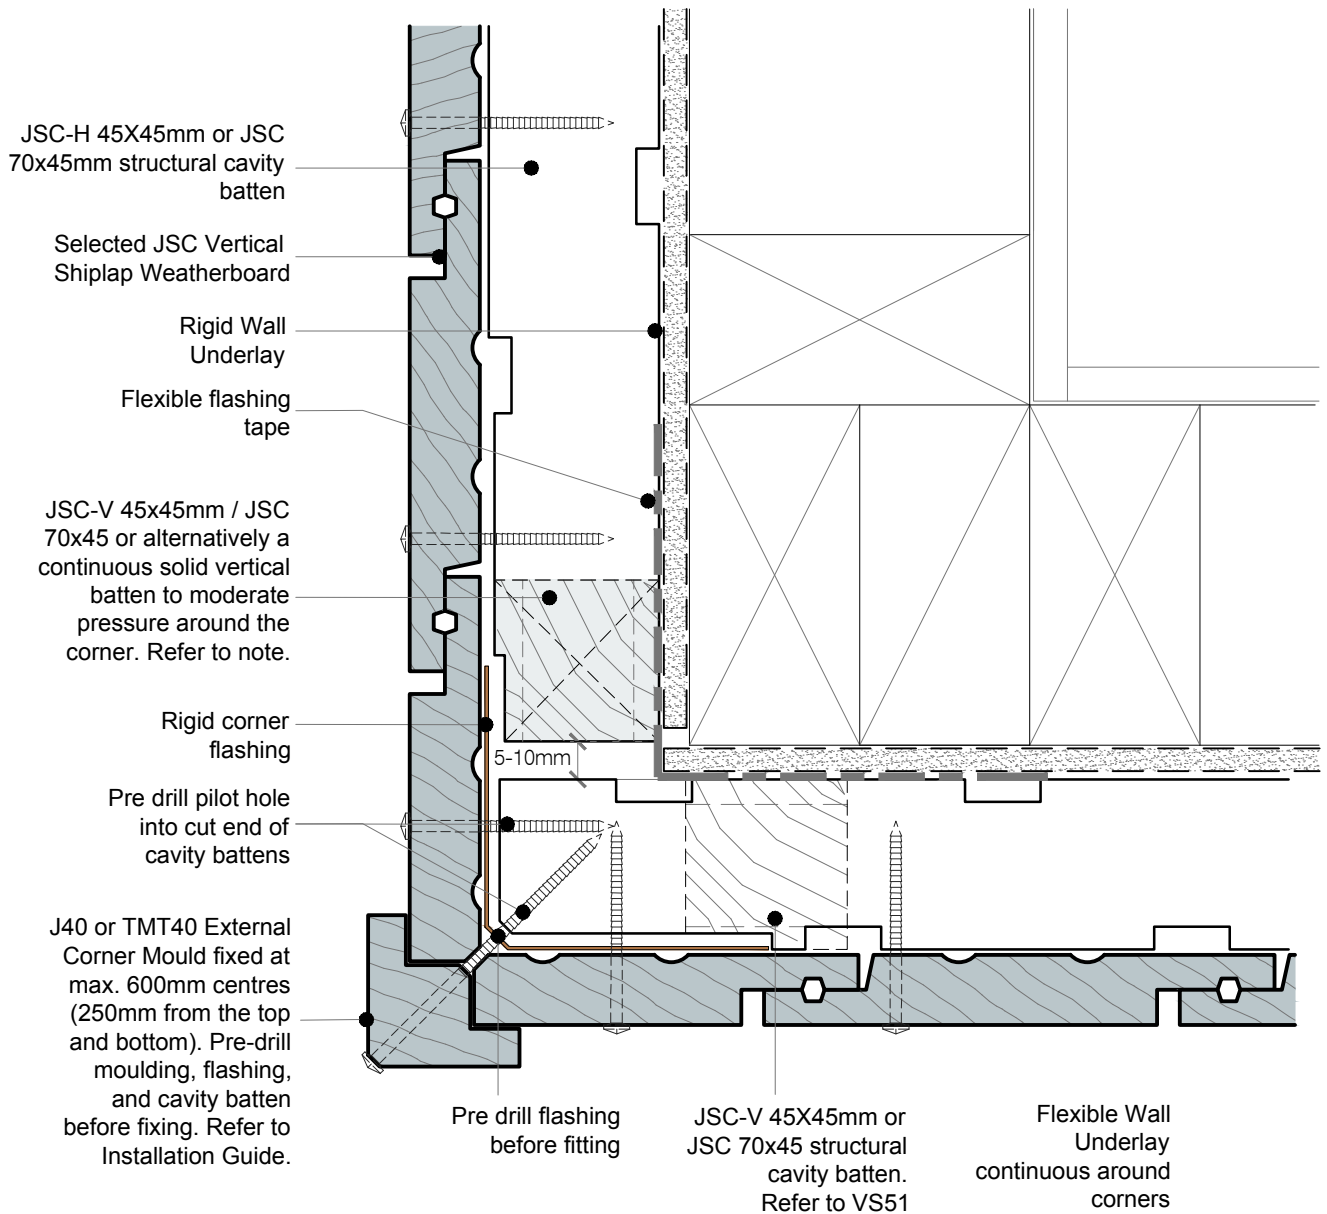 JSC-H 45X45mm or JSC
70x45mm structural cavity
batten
Selected JSC Vertical
Shiplap Weatherboard
Rigid Wall
Underlay
Flexible flashing
tape
JSC-V 45x45mm / JSC
70x45 or alternatively a
continuous solid vertical
batten to moderate
pressure around the
corner. Refer to note.
Rigid corner
flashing
5-10mm
Pre drill pilot hole
into cut end of
cavity battens
J40 or TMT40 External
Corner Mould fixed at
max. 600mm centres
(250mm from the top
and bottom). Pre-drill
moulding, flashing,
and cavity batten
before fixing. Refer to
Installation Guide.
Pre drill flashing
before fitting
JSC-V 45X45mm or
JSC 70x45 structural
cavity batten.
Refer to VS51
Flexible Wall
Underlay
continuous around
corners